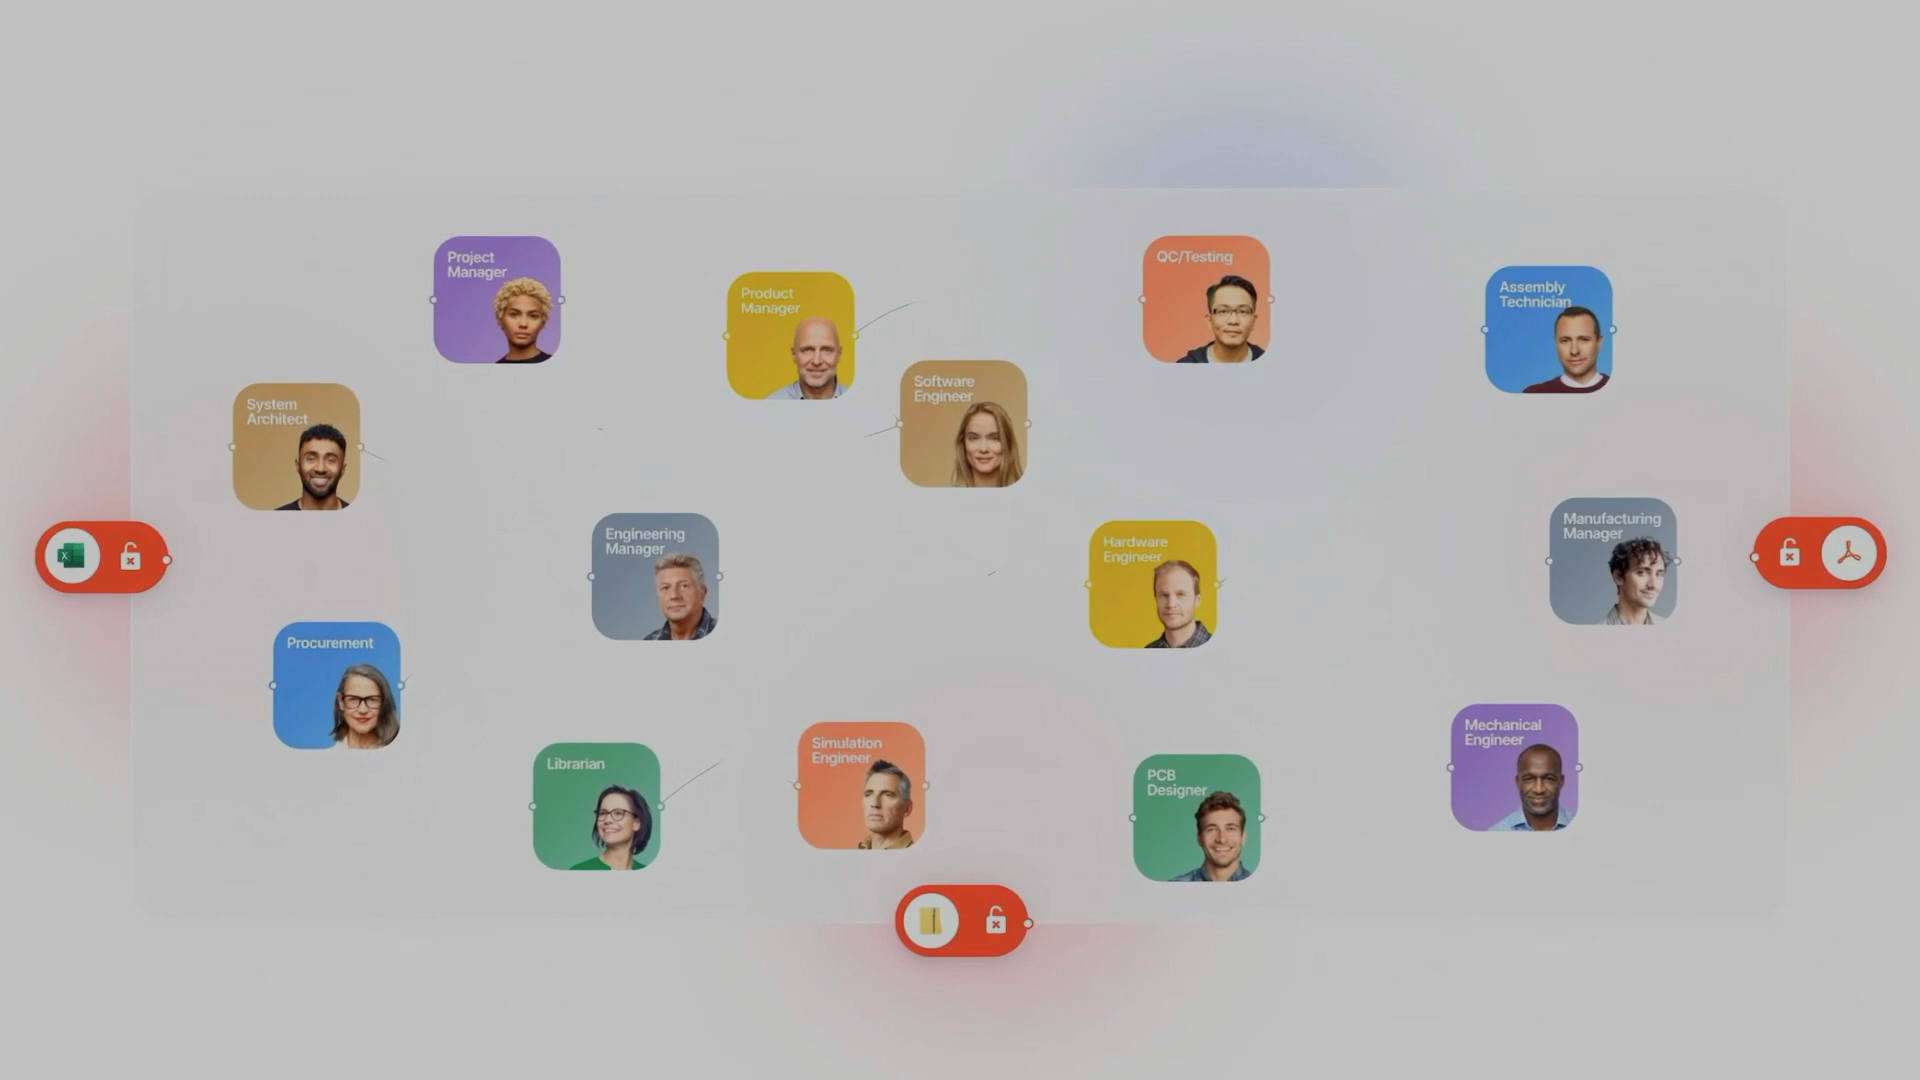 Project
Manager
Product
Manager
QC/Testing
Assembly
Technician
System
Architect
Software
Engineer
Engineering
Manager
Hardware
Engineer
Manufacturing
Manager
Procurement
Librarian
Simulation
Engineer
PCB
Designer
Mechanical
Engineer